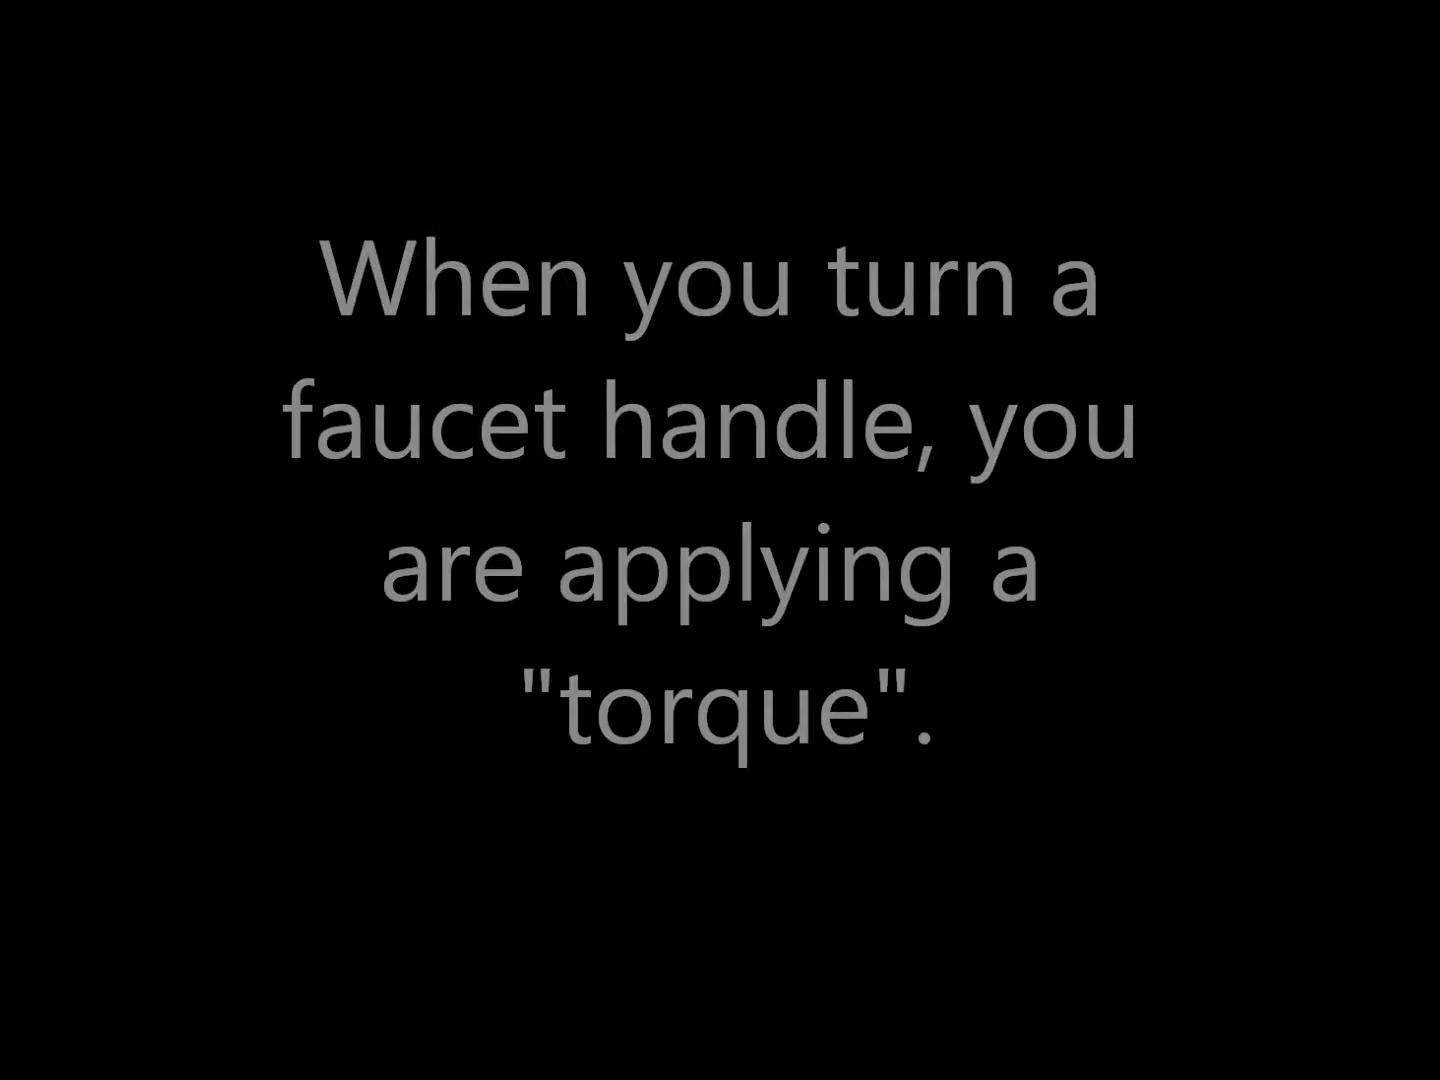 When you turn a
faucet handle, you
are applying a
"torque".